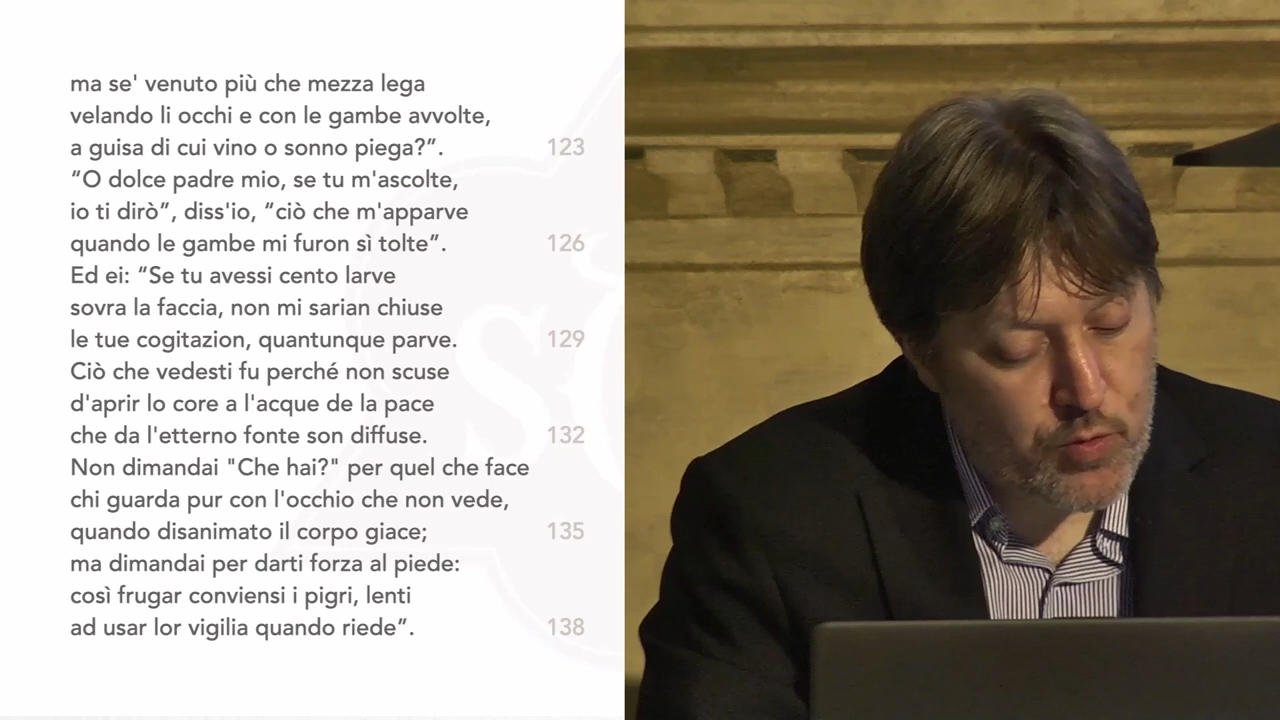 ma se' venuto più che mezza lega
velando li occhi e con le gambe avvolte,
a guisa di cui vino o sonno piega?”. 123
“O dolce padre mio, se tu m'ascolte,
io ti dirò”, diss'io, “ciò che m'apparve
quando le gambe mi furon sì tolte”. 126
Ed ei: “Se tu avessi cento larve
sovra la faccia, non mi sarian chiuse
le tue cogitazion, quantunque parve. 129
Ciò che vedesti fu perché non scuse
d'aprir lo core a l'acque de la pace
che da l'etterno fonte son diffuse. 132
Non dimandai "Che hai?" per quel che face
chi guarda pur con l'occhio che non vede,
quando disanimato il corpo giace; 135
ma dimandai per darti forza al piede:
così frugar conviensi i pigri, lenti
ad usar lor vigilia quando riede”. 138